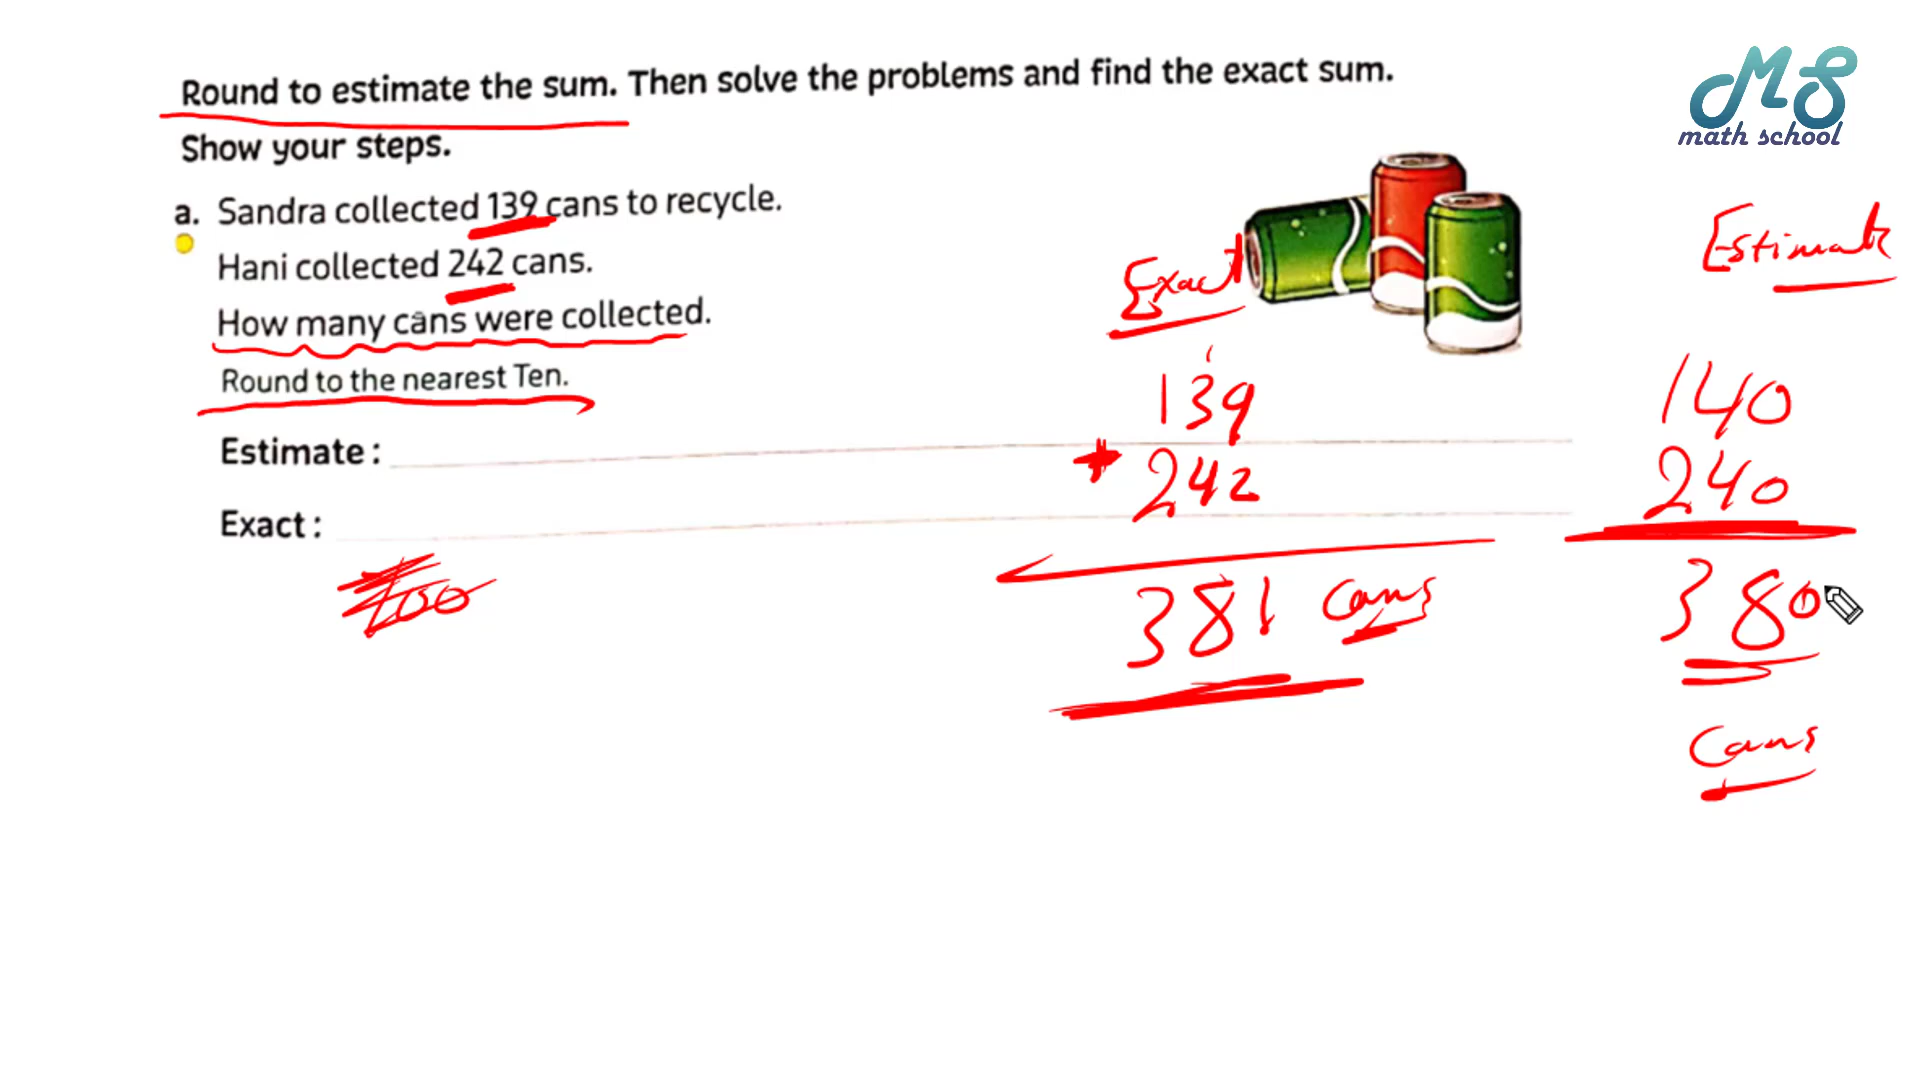 MS
math school
Round to estimate the sum. Then solve the problems and find the exact sum.
Show your steps.
a. Sandra collected 139 cans to recycle.
Hani collected 242 cans.
How many cans were collected.
Round to the nearest Ten.
Estimate :
Exact :
Exact
1
139
+ 242
381 cans
Estimate
140
240
380
Cans